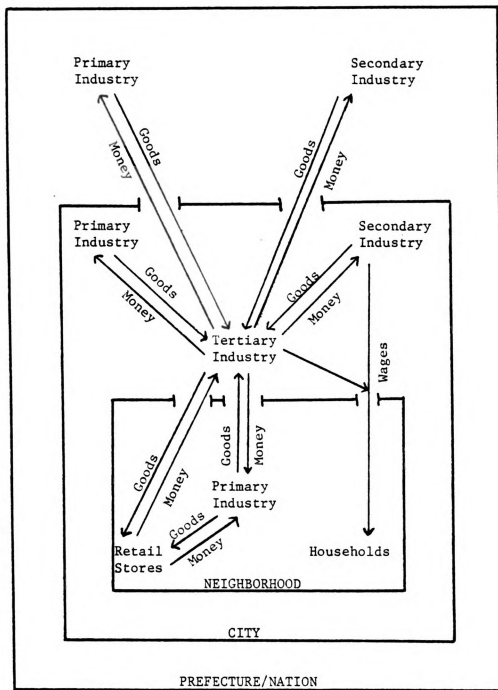 Primary
Industry
Secondary
Industry
Goods
Money
Goods
Money
Primary
Industry
Secondary
Industry
Goods
Money
Goods
Money
Tertiary
Industry
Wages
Goods
Money
Goods
Money
Primary
Industry
Goods
Money
Retail
Stores
Households
NEIGHBORHOOD
CITY
PREFECTURE/NATION